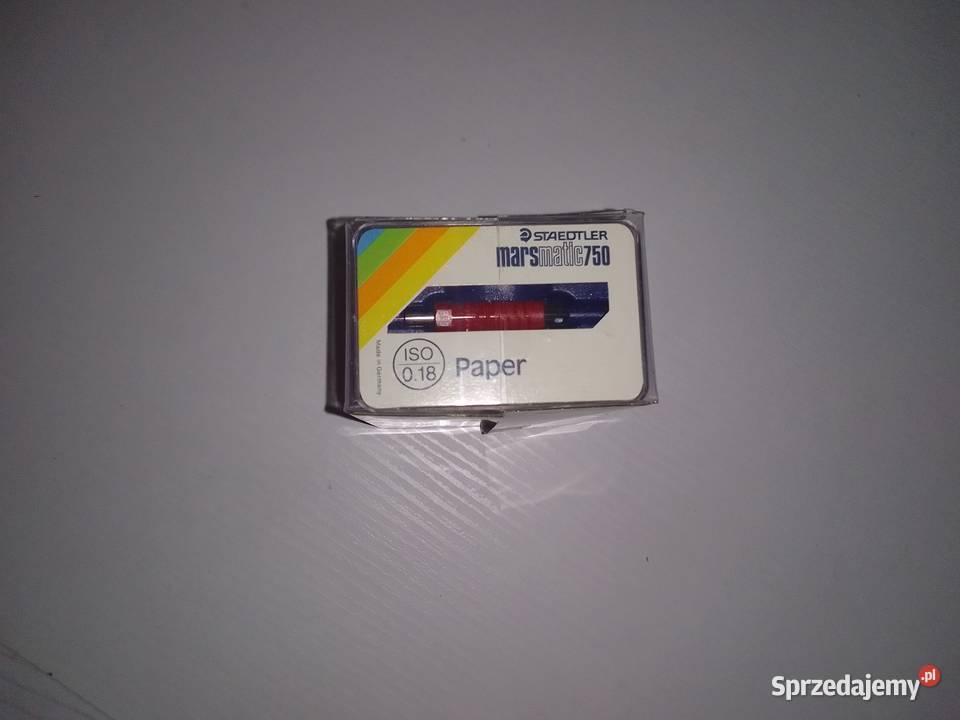 STAEDTLER
marsmatic750
ISO
0.18
Paper
Made in Germany
Sprzedajemy.pl